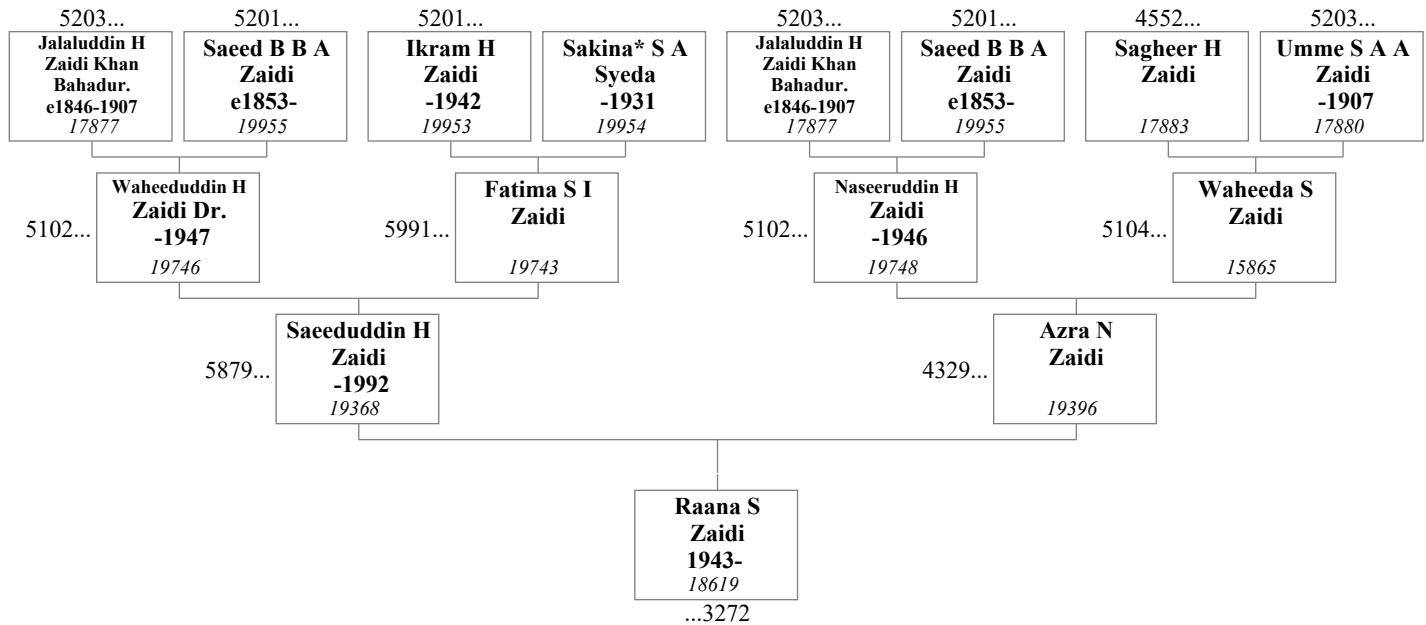 5203...
5201...
5201...
5203...
5201...
4552...
5203...
Jalaluddin H
Zaidi Khan
Bahadur.
e1846-1907
17877
Saeed B B A
Zaidi
e1853-
19955
Ikram H
Zaidi
-1942
19953
Sakina* S A
Syeda
-1931
19954
Jalaluddin H
Zaidi Khan
Bahadur.
e1846-1907
17877
Saeed B B A
Zaidi
e1853-
19955
Sagheer H
Zaidi
17883
Umme S A A
Zaidi
-1907
17880
5102...
Waheeduddin H
Zaidi Dr.
-1947
19746
5991...
Fatima S I
Zaidi
19743
5102...
Naseeruddin H
Zaidi
-1946
19748
5104...
Waheeda S
Zaidi
15865
5879...
Saeeduddin H
Zaidi
-1992
19368
4329...
Azra N
Zaidi
19396
Raana S
Zaidi
1943-
18619
...3272